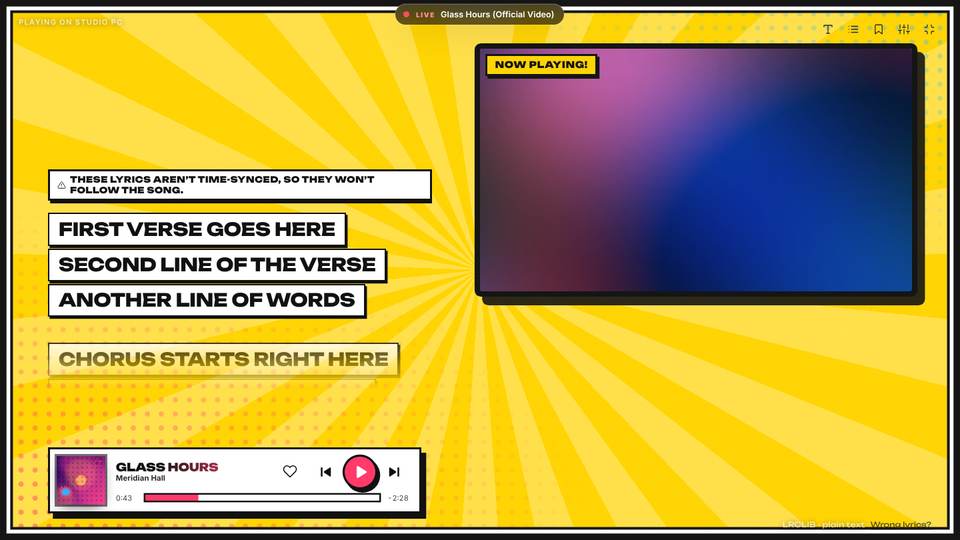 PLAYING ON STUDIO PC
LIVE Glass Hours (Official Video)
NOW PLAYING!
THESE LYRICS AREN'T TIME-SYNCED, SO THEY WON'T
FOLLOW THE SONG.
FIRST VERSE GOES HERE
SECOND LINE OF THE VERSE
ANOTHER LINE OF WORDS
CHORUS STARTS RIGHT HERE
GLASS HOURS
Meridian Hall
0:43
-2:28
LRCLIB · plain text Wrong lyrics?